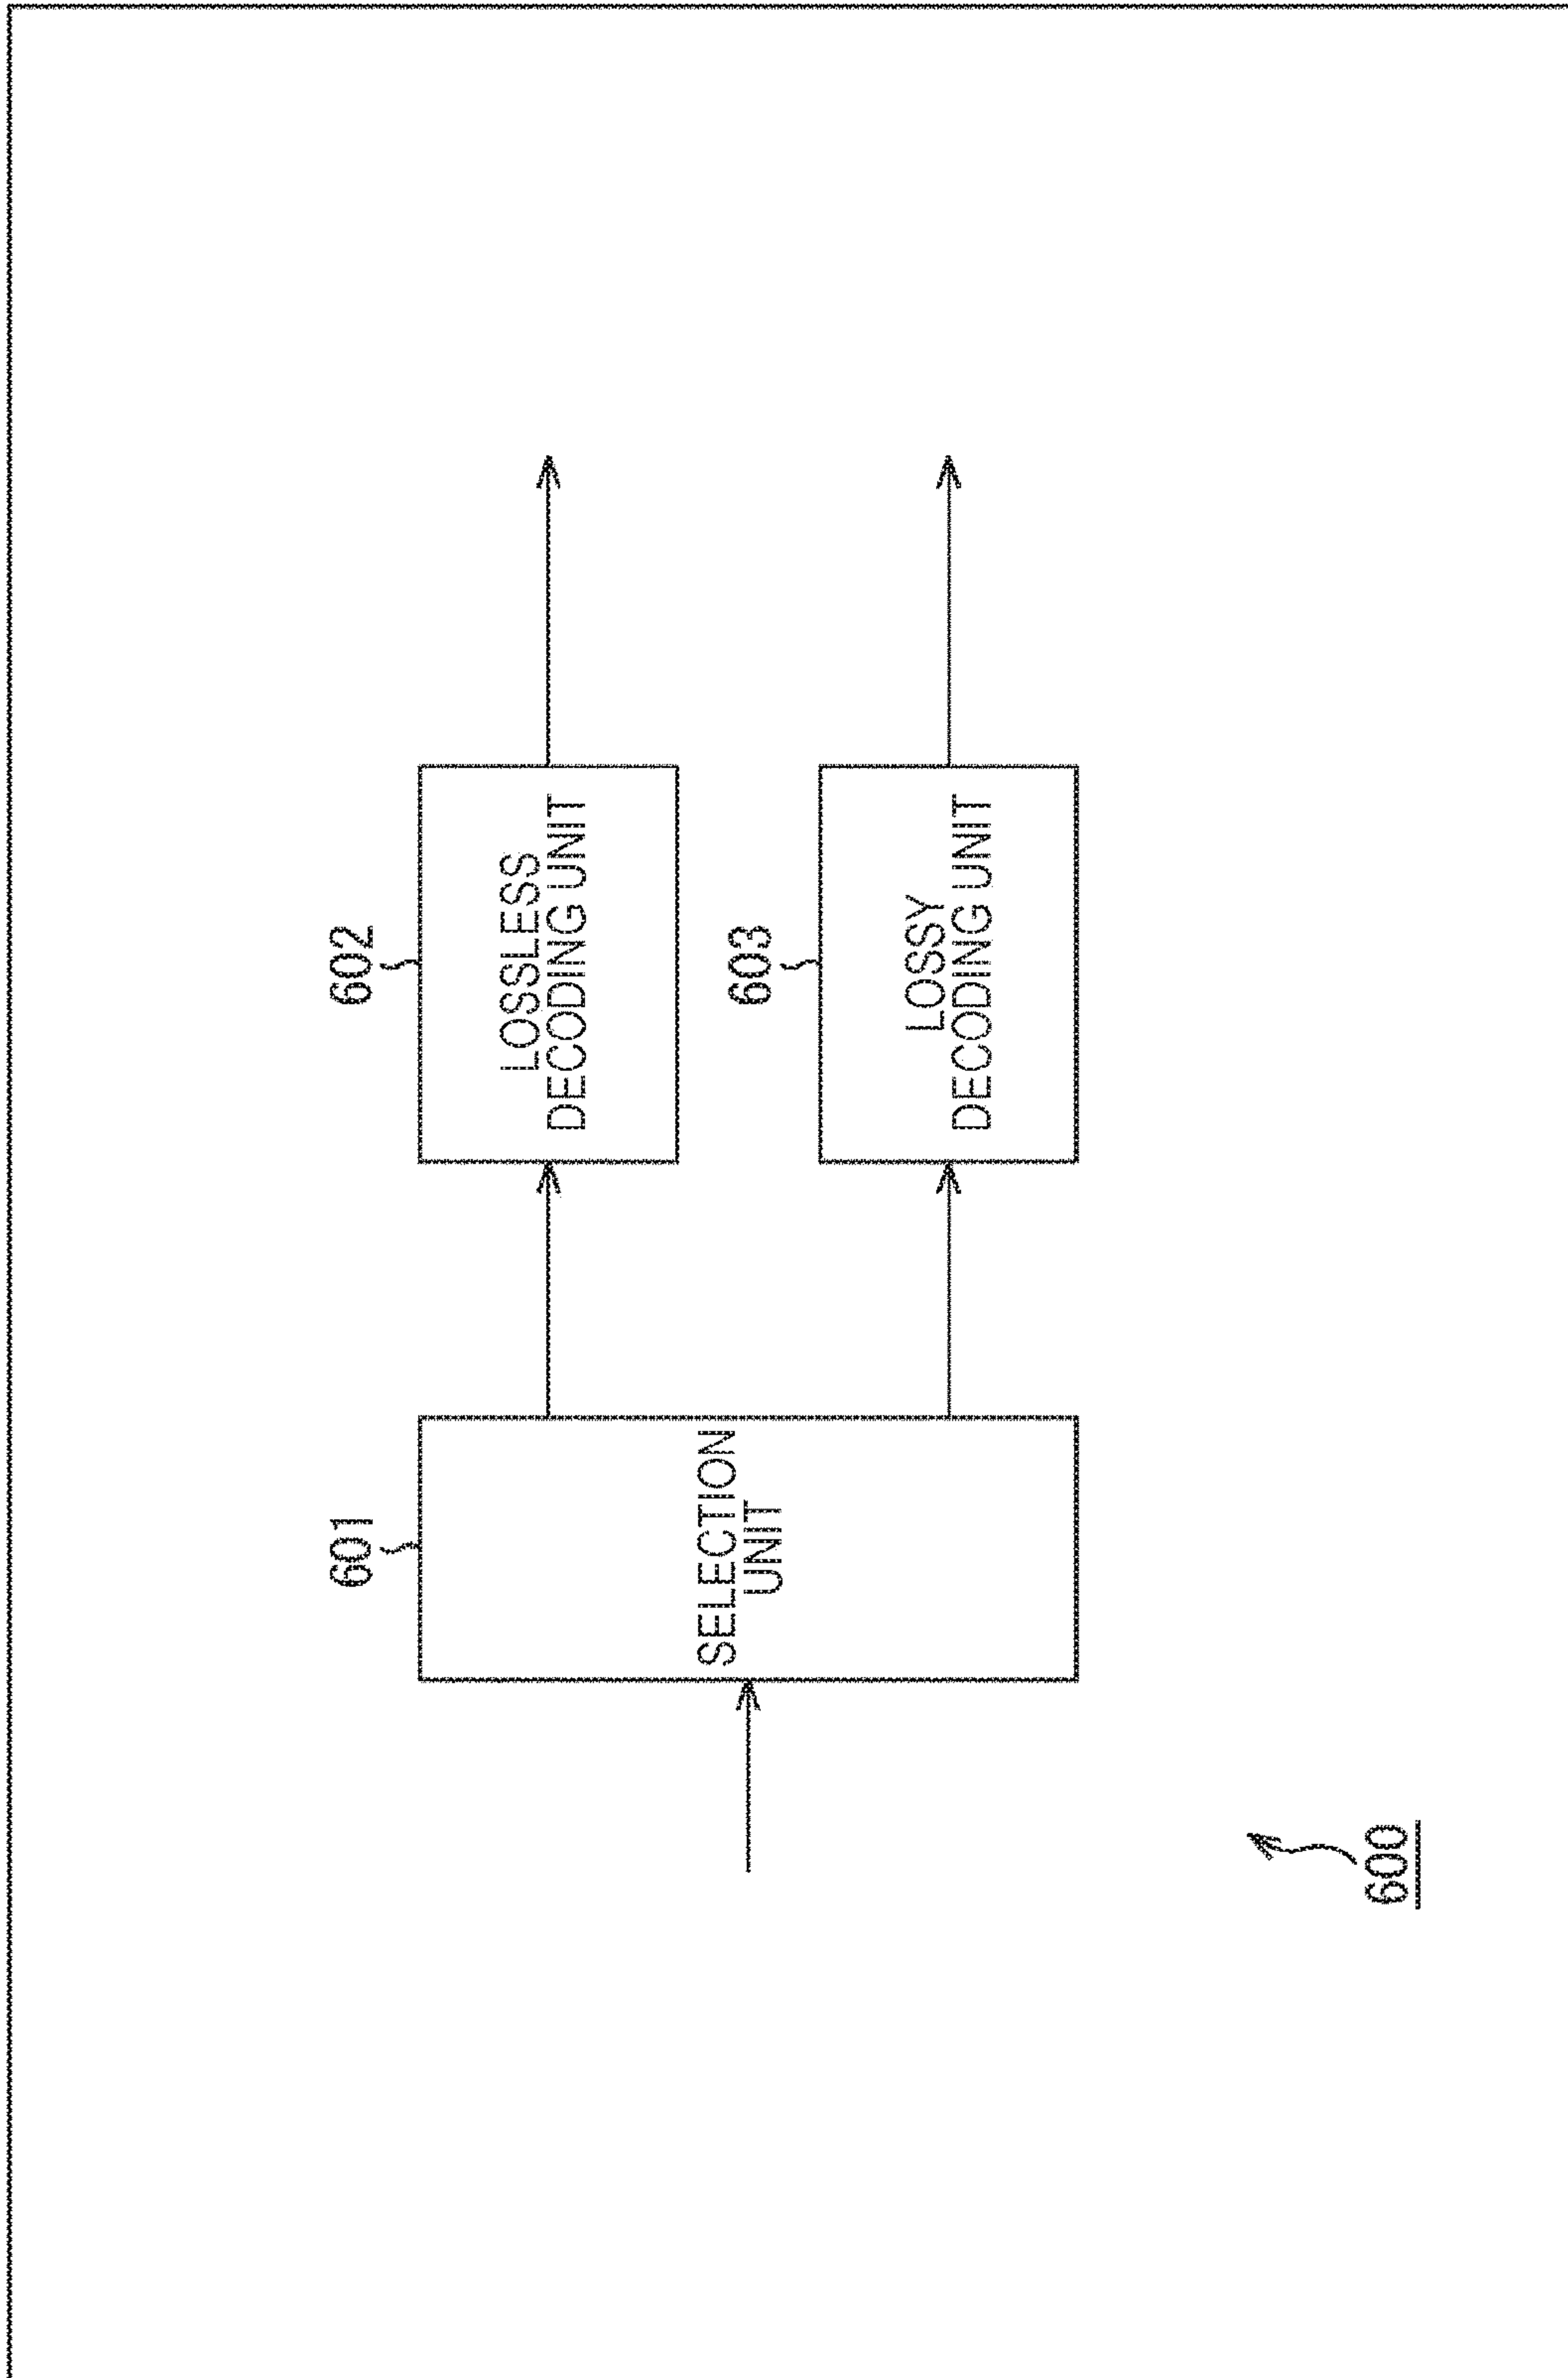 601
SELECTION
UNIT
602
LOSSLESS
DECODING UNIT
603
LOSSY
DECODING UNIT
600